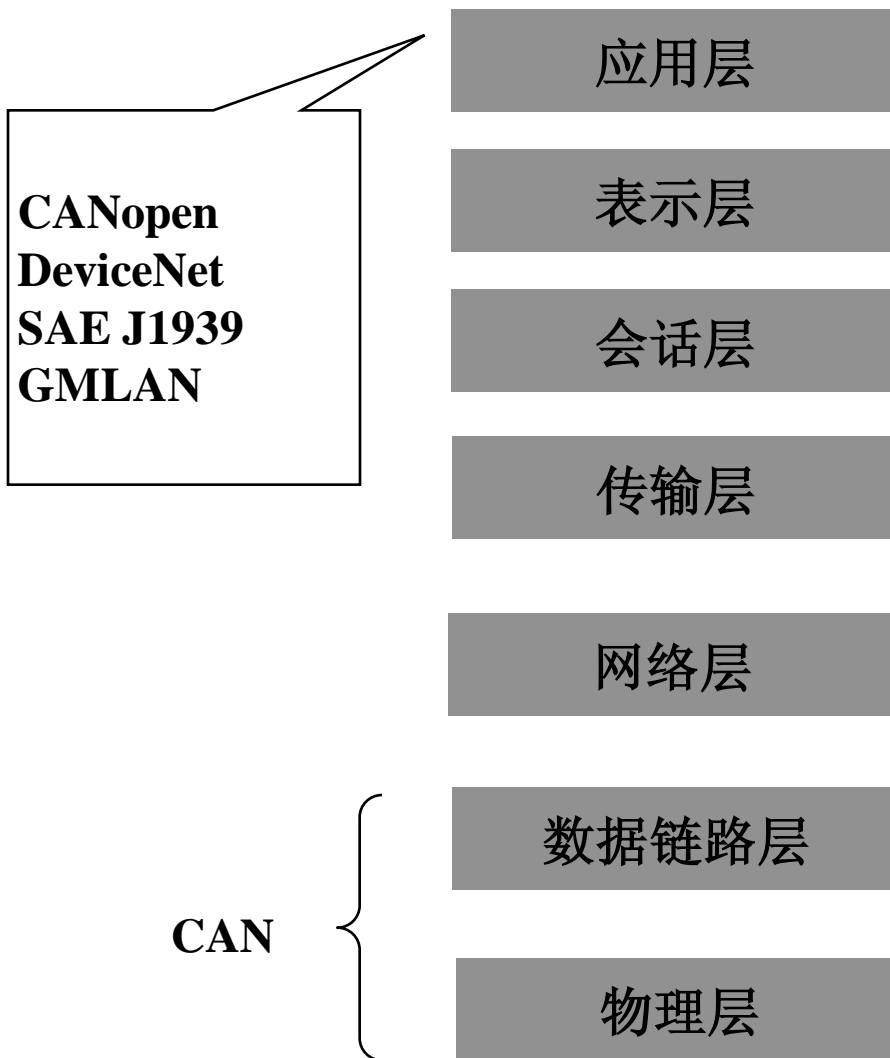 应用层
CANopen
DeviceNet
SAE J1939
GMLAN
表示层
会话层
传输层
网络层
数据链路层
CAN
物理层